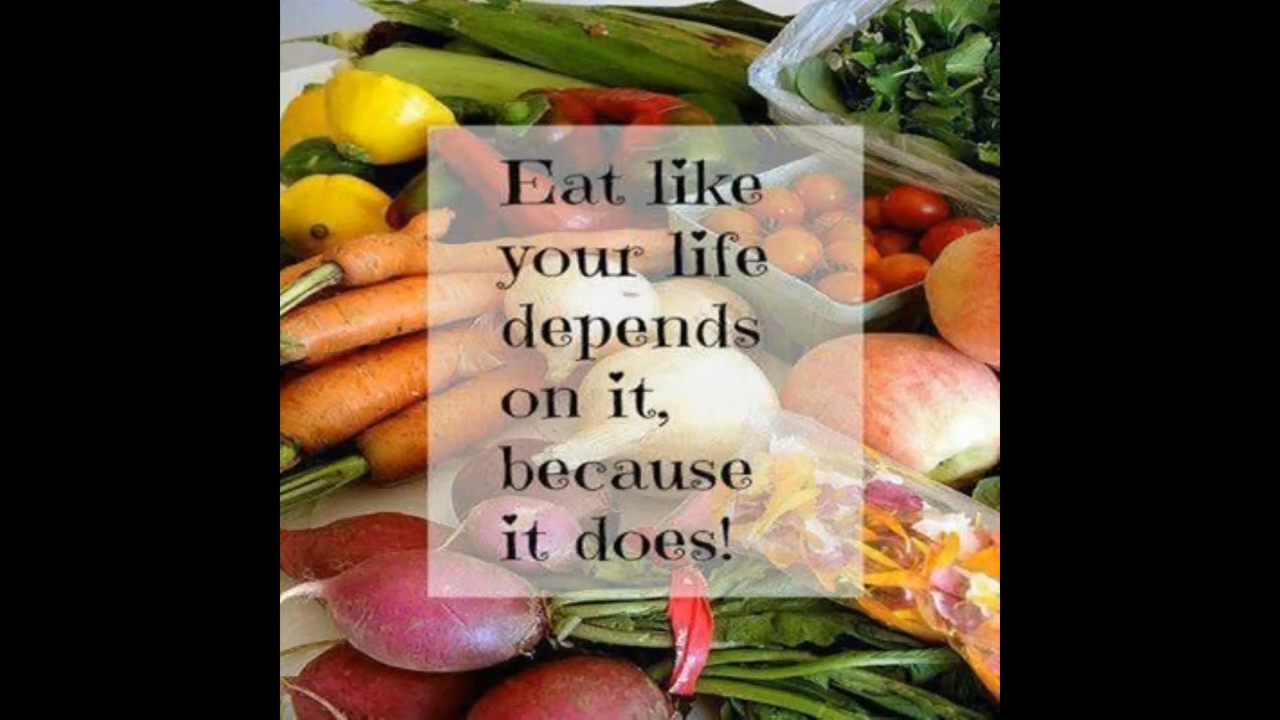 Eat like
your life
depends
on it,
because
it does!